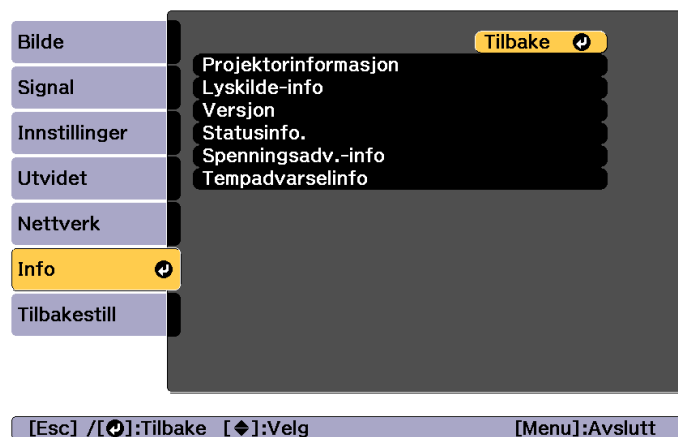 Bilde
Signal
Innstillinger
Utvidet
Nettverk
Info
Tilbakestill
Tilbake
Projektorinformasjon
Lyskilde-info
Versjon
Statusinfo.
Spenningsadv.-info
Tempadvarselinfo
[Esc] /[⏎]:Tilbake [◆]:Velg [Menu]:Avslutt